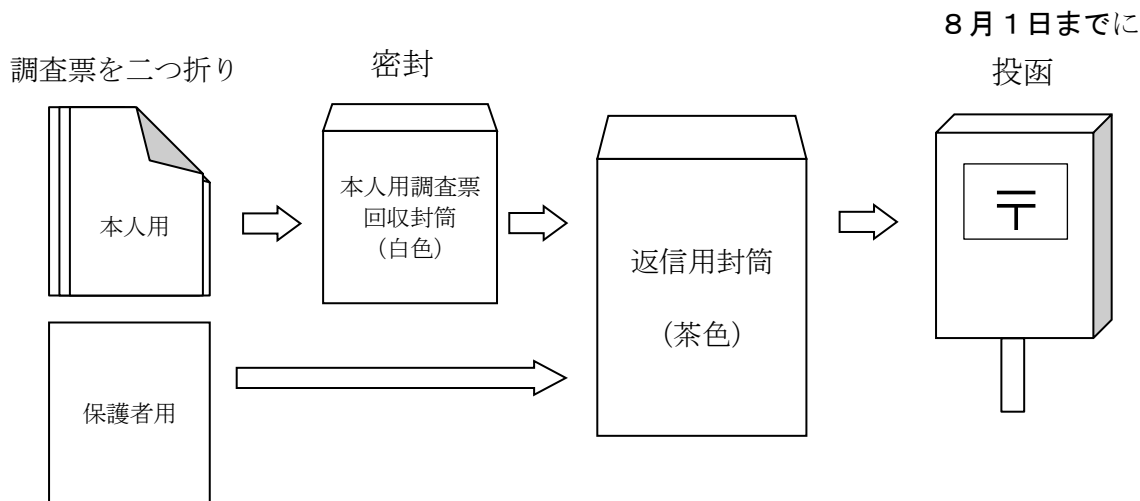 ８月１日までに
投函
調査票を二つ折り
密封
本人用
本人用調査票
回収封筒
（白色）
返信用封筒
（茶色）
〒
保護者用